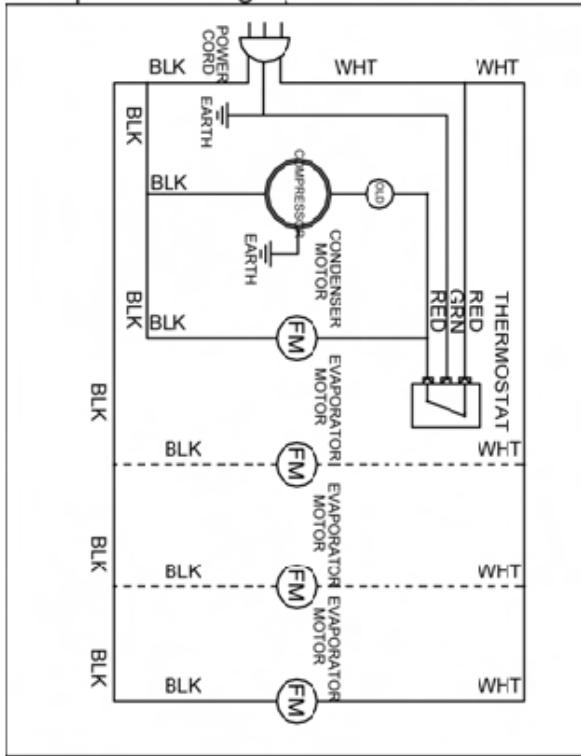 POWER
CORD
BLK
WHT
WHT
EARTH
BLK
BLK
COMPRESSOR
OLD
EARTH
CONDENSER
MOTOR
RED
GRN
RED
THERMOSTAT
BLK
BLK
FM
BLK
EVAPORATOR
MOTOR
BLK
FM
WHT
BLK
EVAPORATOR
MOTOR
BLK
FM
WHT
BLK
EVAPORATOR
MOTOR
BLK
FM
WHT